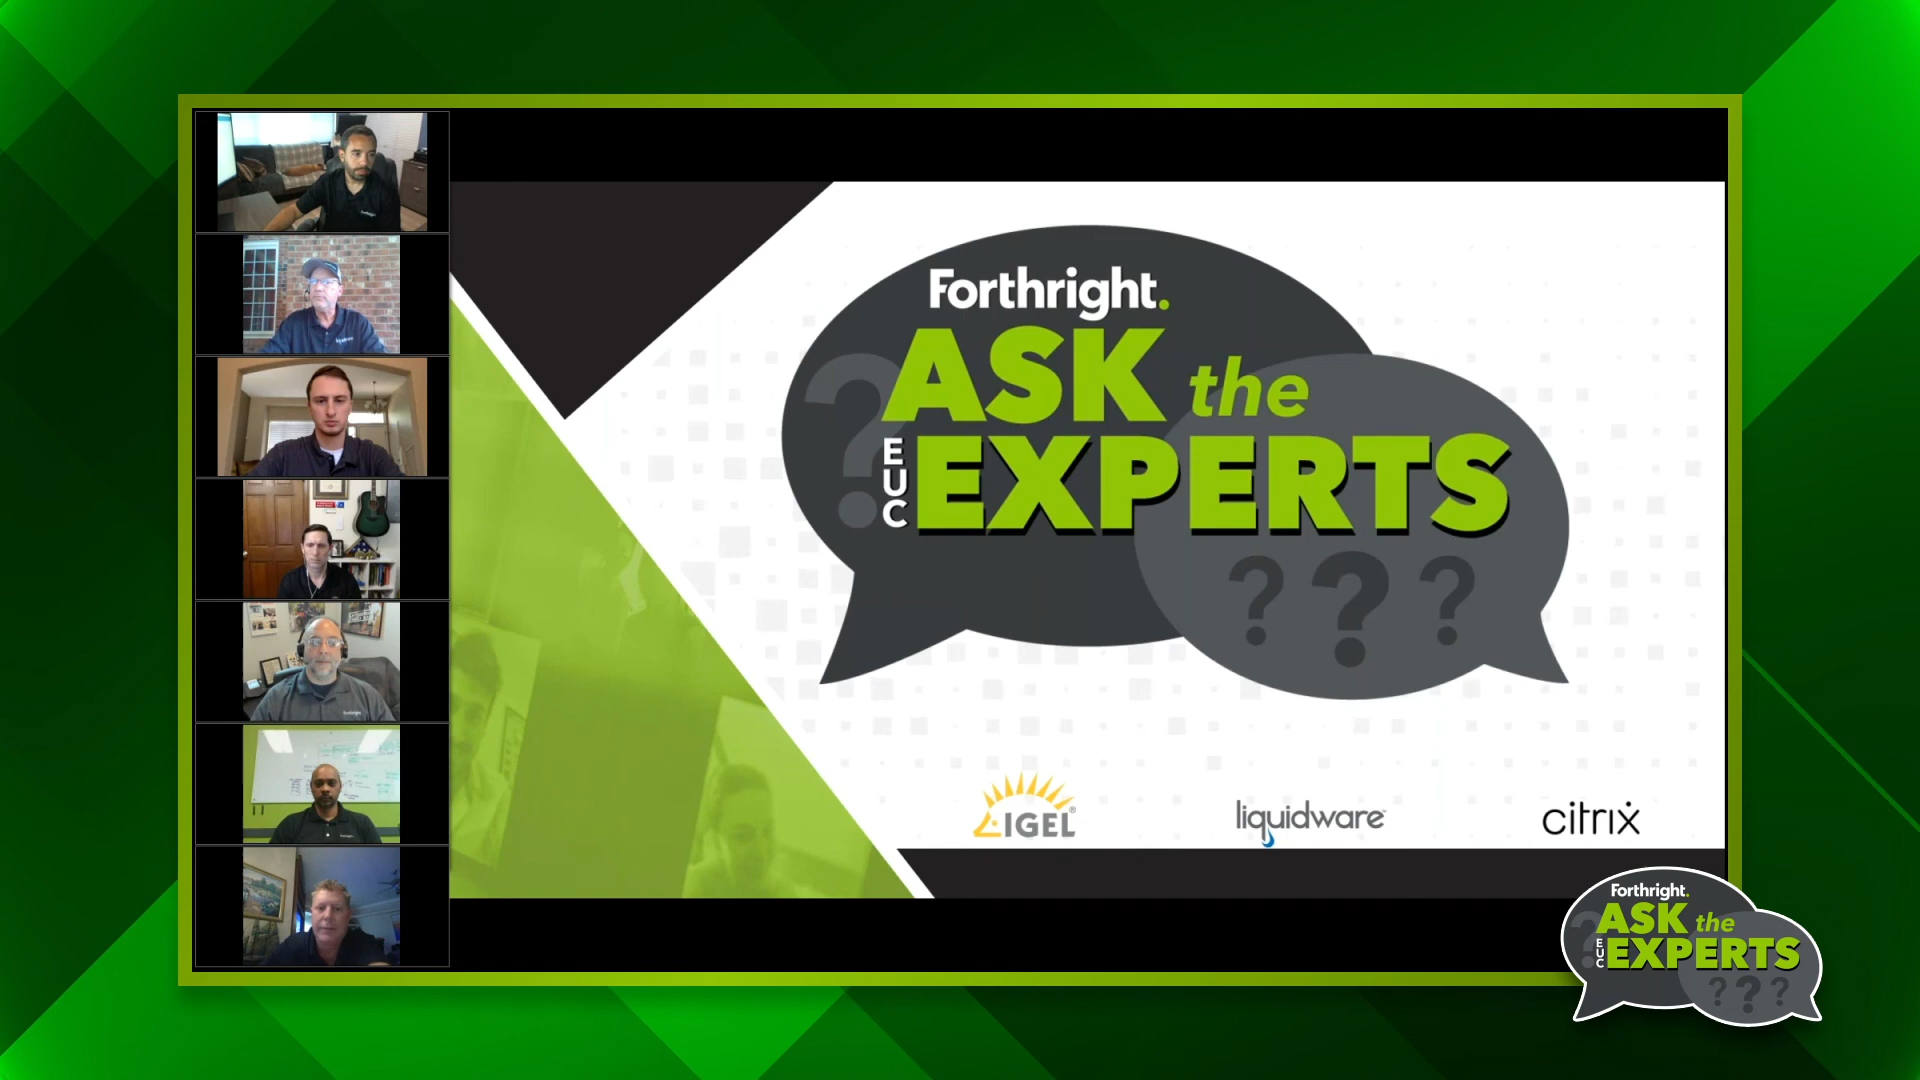 Forthright.
ASK the
EUC
EXPERTS
? ? ?
IGEL®
liquidware
citrix
Forthright.
ASK the
EUC
EXPERTS
? ? ?